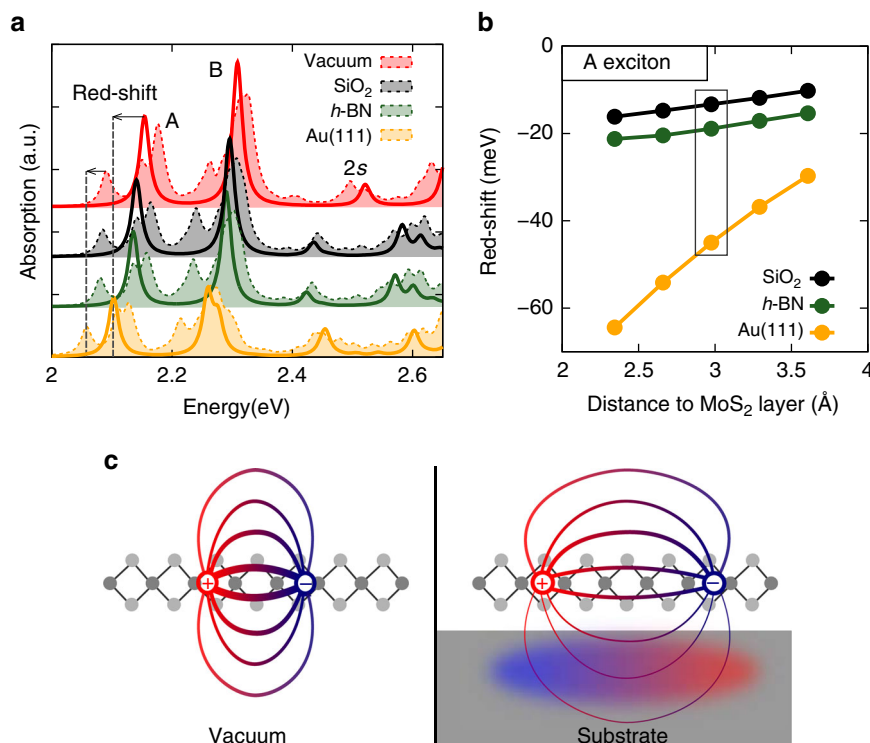 a
Red-shift
A
B
2s
Vacuum
SiO₂
h-BN
Au(111)
Absorption (a.u.)
2
2.2
2.4
2.6
Energy(eV)
b
A exciton
0
−20
−40
−60
Red-shift (meV)
SiO₂
h-BN
Au(111)
2
2.5
3
3.5
4
Distance to MoS₂ layer (Å)
c
+
−
Vacuum
+
−
Substrate